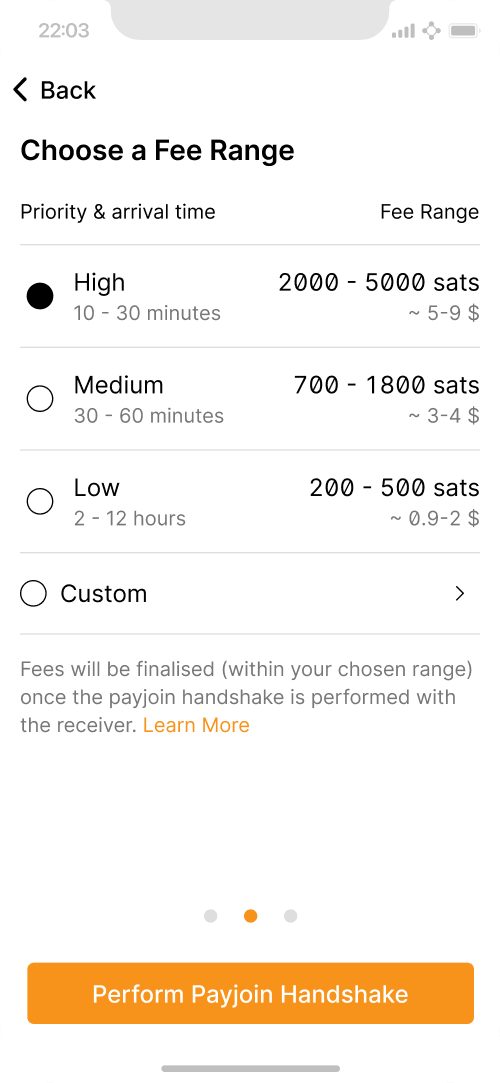 22:03
Back
Choose a Fee Range
Priority & arrival time Fee Range
High 2000 - 5000 sats
10 - 30 minutes ~ 5-9 $
Medium 700 - 1800 sats
30 - 60 minutes ~ 3-4 $
Low 200 - 500 sats
2 - 12 hours ~ 0.9-2 $
Custom
Fees will be finalised (within your chosen range)
once the payjoin handshake is performed with
the receiver. Learn More
Perform Payjoin Handshake